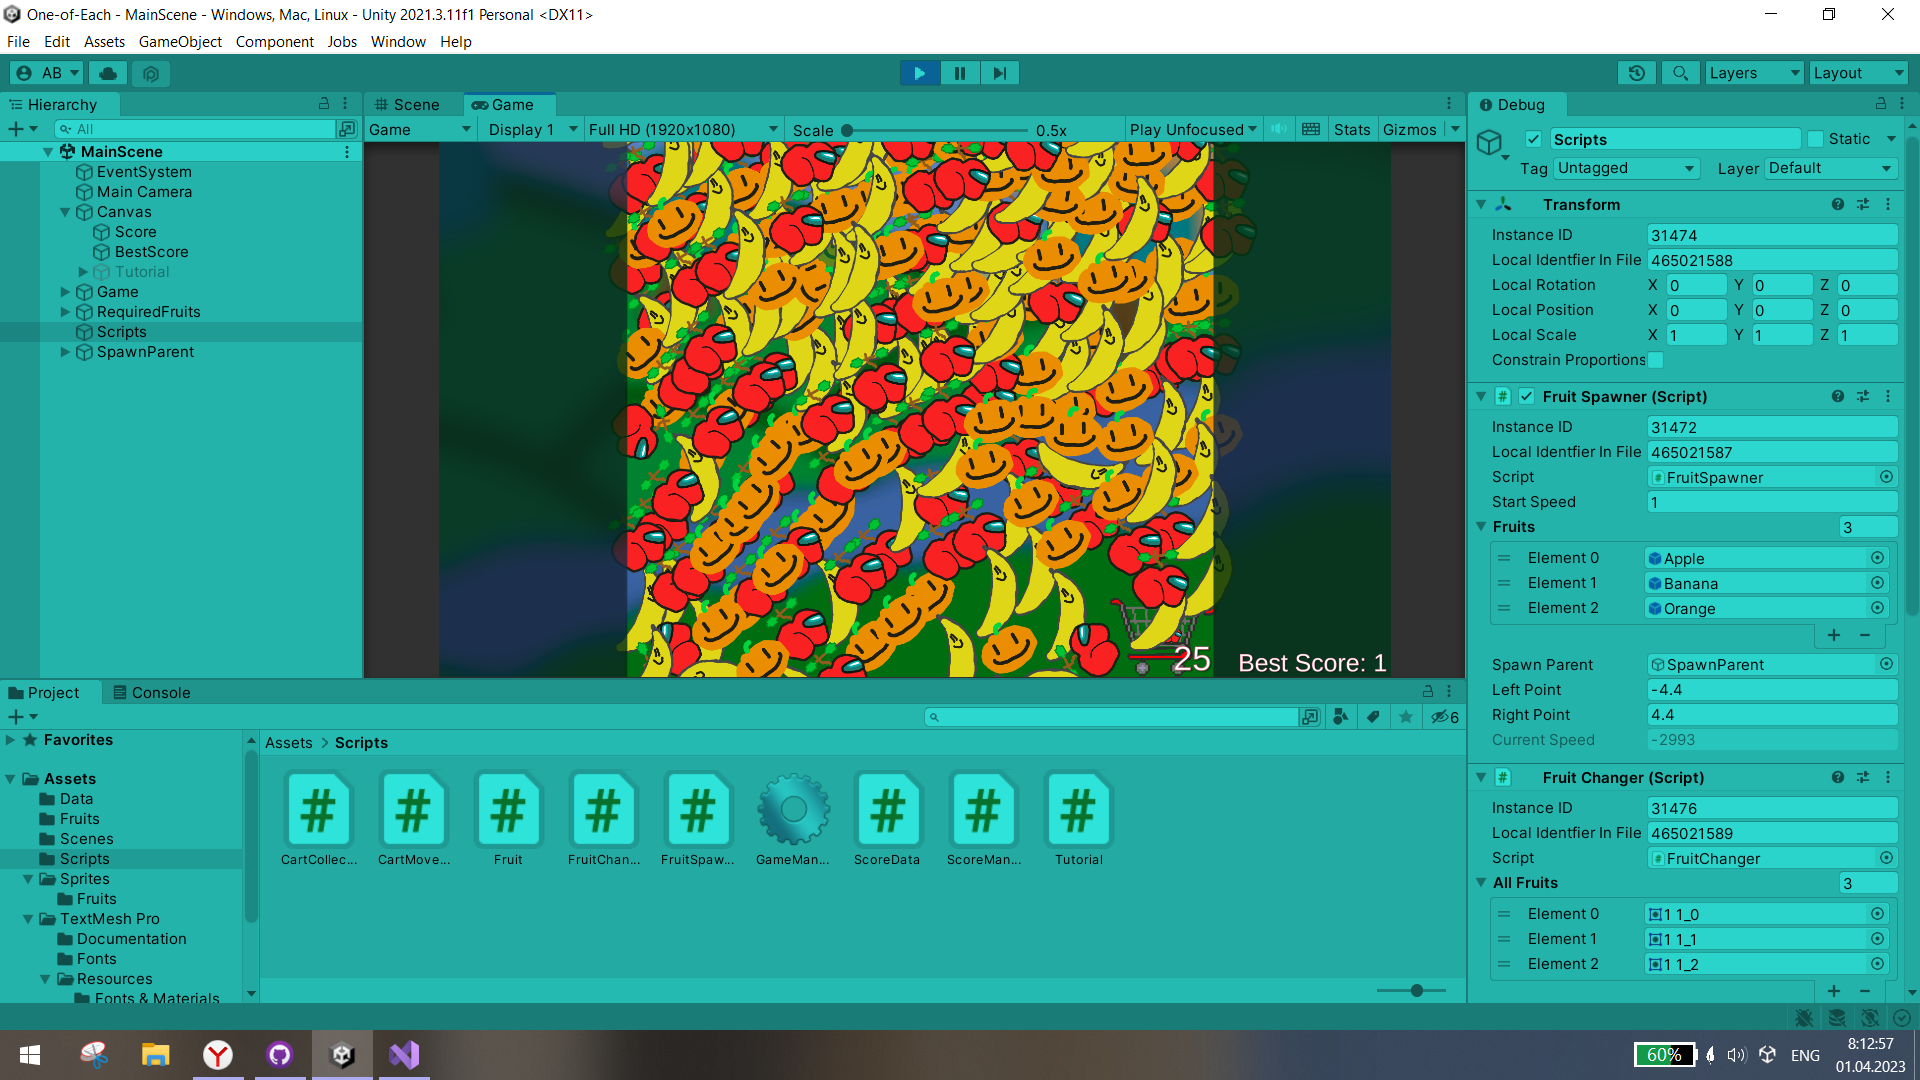 One-of-Each - MainScene - Windows, Mac, Linux - Unity 2021.3.11f1 Personal <DX11>
File Edit Assets GameObject Component Jobs Window Help
AB Layers Layout
Hierarchy
All
MainScene
EventSystem
Main Camera
Canvas
Score
BestScore
Tutorial
Game
RequiredFruits
Scripts
SpawnParent
Scene Game
Game Display 1 Full HD (1920x1080) Scale 0.5x Play Unfocused Stats Gizmos
25 Best Score: 1
Debug
Scripts Static
Tag Untagged Layer Default
Transform
Instance ID 31474
Local Identfier In File 465021588
Local Rotation X 0 Y 0 Z 0
Local Position X 0 Y 0 Z 0
Local Scale X 1 Y 1 Z 1
Constrain Proportions
Fruit Spawner (Script)
Instance ID 31472
Local Identfier In File 465021587
Script FruitSpawner
Start Speed 1
Fruits 3
Element 0 Apple
Element 1 Banana
Element 2 Orange
Spawn Parent SpawnParent
Left Point -4.4
Right Point 4.4
Current Speed -2993
Fruit Changer (Script)
Instance ID 31476
Local Identfier In File 465021589
Script FruitChanger
All Fruits 3
Element 0 1 1_0
Element 1 1 1_1
Element 2 1 1_2
Project Console
6
Favorites
Assets
Data
Fruits
Scenes
Scripts
Sprites
Fruits
TextMesh Pro
Documentation
Fonts
Resources
Fonts & Materials
Assets > Scripts
CartCollec... CartMove... Fruit FruitChan... FruitSpaw... GameMan... ScoreData ScoreMan... Tutorial
60% ENG 8:12:57
01.04.2023